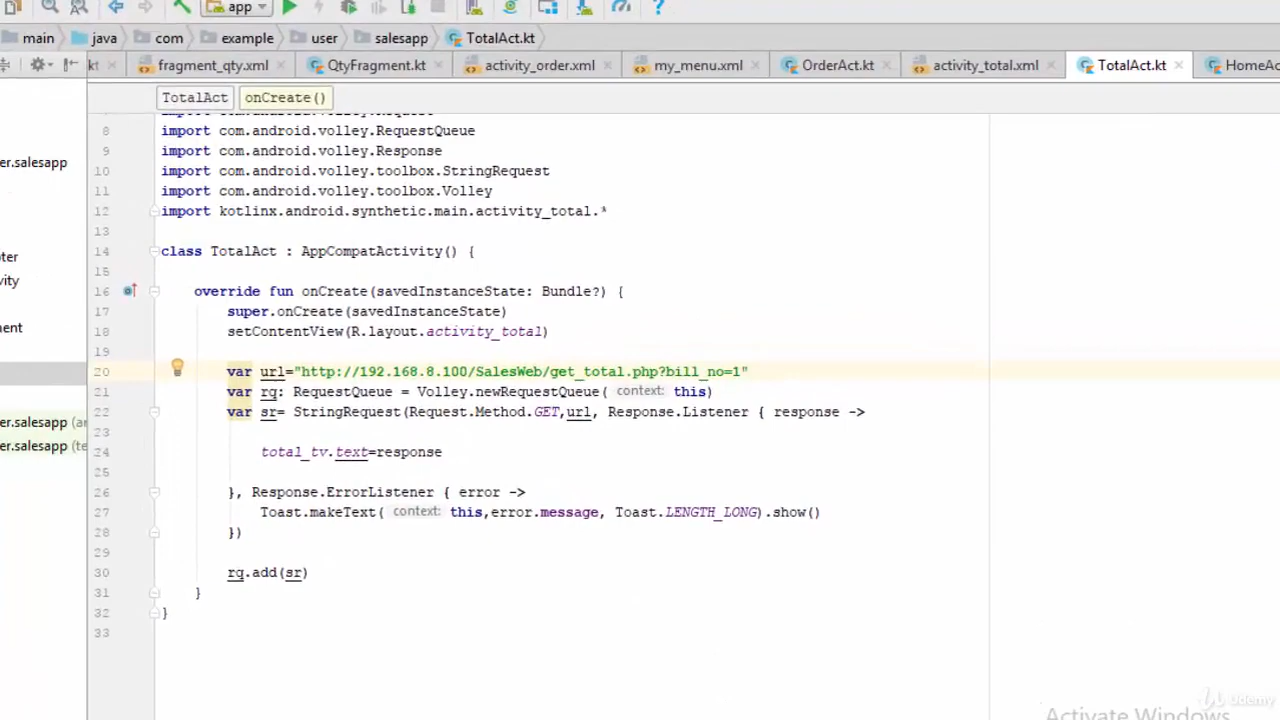 app
main java com example user salesapp TotalAct.kt
kt fragment_qty.xml QtyFragment.kt activity_order.xml my_menu.xml OrderAct.kt activity_total.xml TotalAct.kt HomeAc
TotalAct onCreate()
8 import com.android.volley.RequestQueue
9 import com.android.volley.Response
er.salesapp
10 import com.android.volley.toolbox.StringRequest
11 import com.android.volley.toolbox.Volley
12 import kotlinx.android.synthetic.main.activity_total.*
13
14 class TotalAct : AppCompatActivity() {
oter
15
vity
16 override fun onCreate(savedInstanceState: Bundle?) {
17 super.onCreate(savedInstanceState)
ment
18 setContentView(R.layout.activity_total)
19
20 var url="http://192.168.8.100/SalesWeb/get_total.php?bill_no=1"
21 var rq: RequestQueue = Volley.newRequestQueue( context: this)
22 var sr= StringRequest(Request.Method.GET,url, Response.Listener { response ->
er.salesapp (ar
23
er.salesapp (te
24 total_tv.text=response
25
26 }, Response.ErrorListener { error ->
27 Toast.makeText( context: this,error.message, Toast.LENGTH_LONG).show()
28 })
29
30 rq.add(sr)
31 }
32 }
33
Udemy
Activate Windows